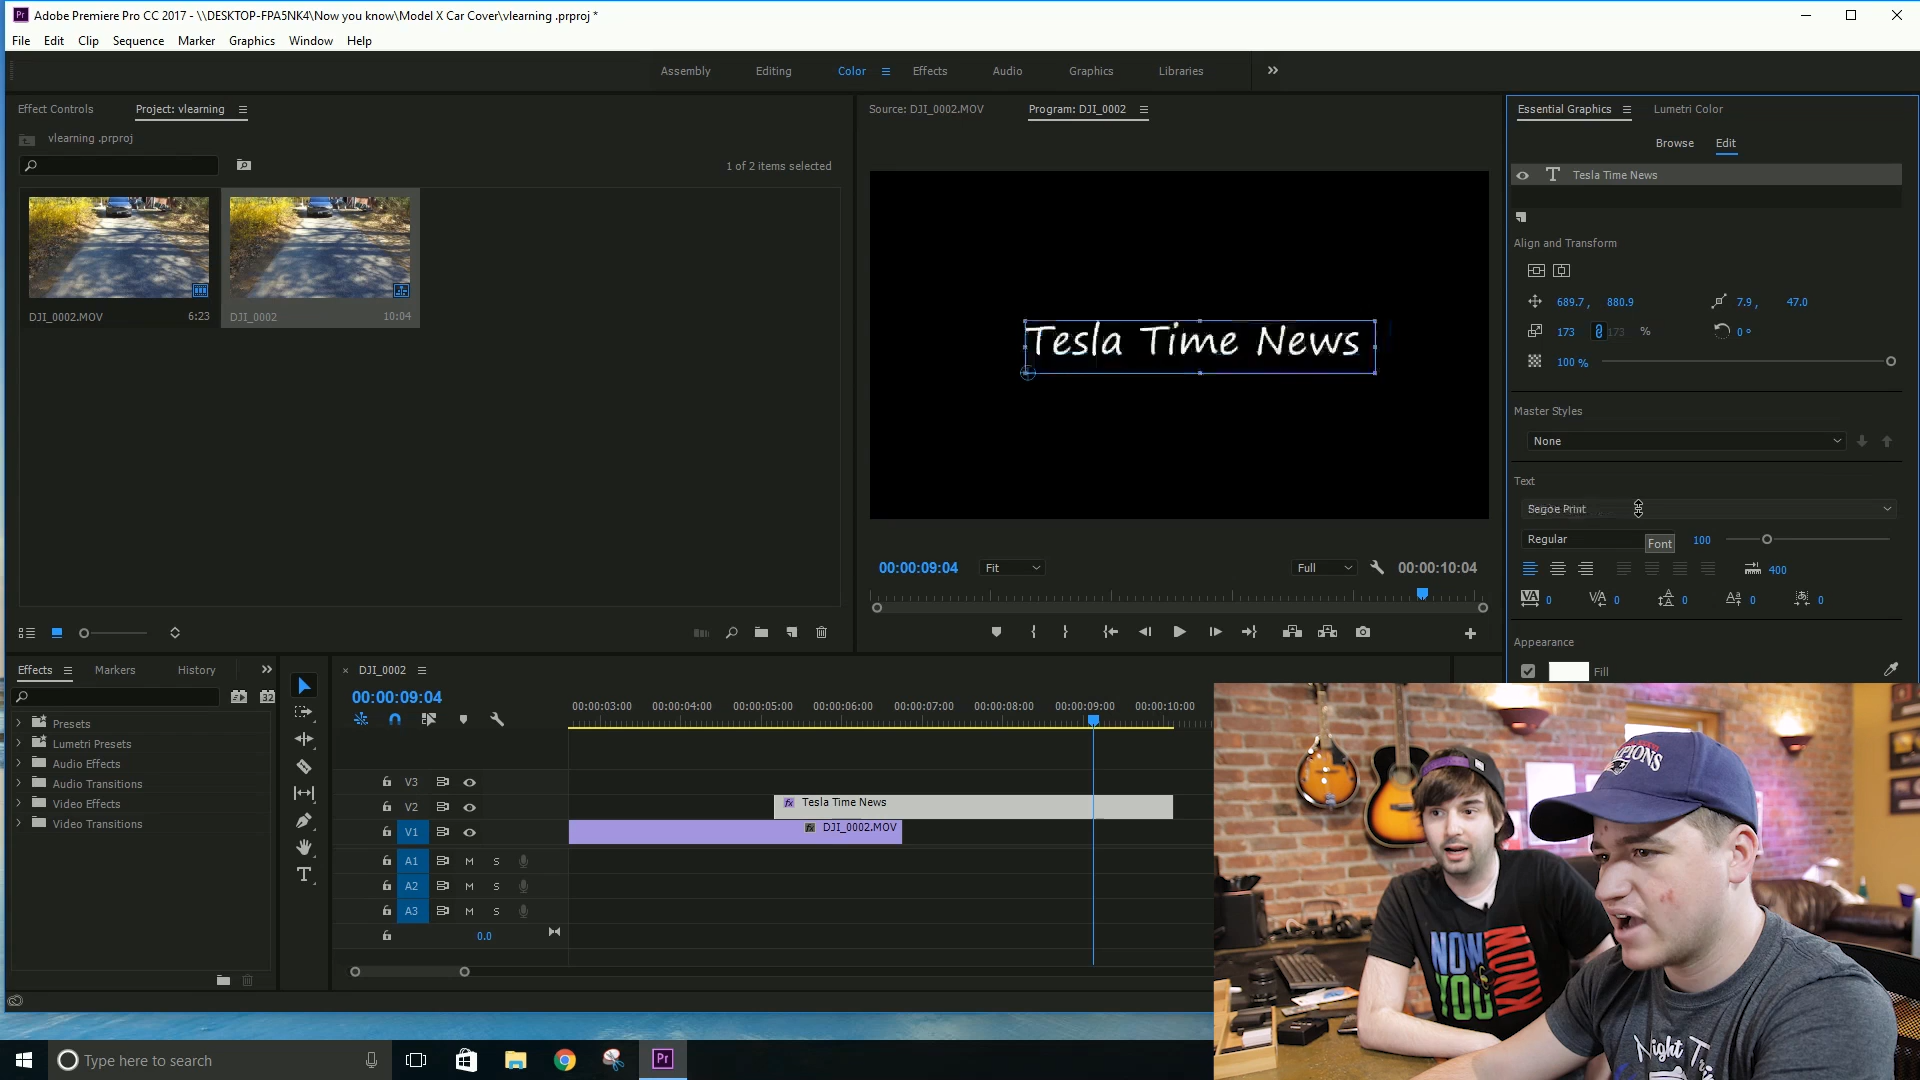 Adobe Premiere Pro CC 2017 - \\DESKTOP-FPA5NK4\Now you know\Model X Car Cover\vlearning .prproj *
File Edit Clip Sequence Marker Graphics Window Help
Assembly Editing Color Effects Audio Graphics Libraries
Effect Controls Project: vlearning
vlearning .prproj
1 of 2 items selected
DJI_0002.MOV 6:23
DJI_0002 10:04
Source: DJI_0002.MOV Program: DJI_0002
Tesla Time News
00:00:09:04 Fit Full 00:00:10:04
Essential Graphics Lumetri Color
Browse Edit
Tesla Time News
Align and Transform
689.7 , 880.9 7.9 , 47.0
173 173 % 0 °
100 %
Master Styles
None
Text
Segoe Print
Regular Font 100
400
0 0 0 0 0
Appearance
Fill
Effects Markers History
32
Presets
Lumetri Presets
Audio Effects
Audio Transitions
Video Effects
Video Transitions
DJI_0002
00:00:09:04
00:00:03:00 00:00:04:00 00:00:05:00 00:00:06:00 00:00:07:00 00:00:08:00 00:00:09:00 00:00:10:00
V3
V2 Tesla Time News
V1 DJI_0002.MOV
A1 M S
A2 M S
A3 M S
0.0
NOW
YOU
KNOW
Night
Type here to search
Pr